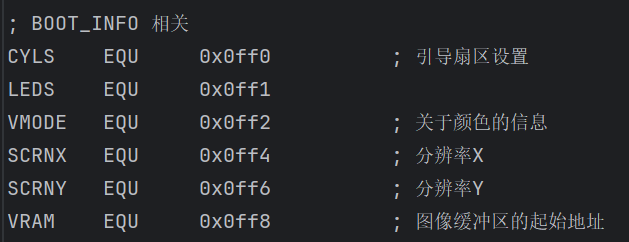 ; BOOT_INFO 相关
CYLS    EQU     0x0ff0          ; 引导扇区设置
LEDS    EQU     0x0ff1
VMODE   EQU     0x0ff2          ; 关于颜色的信息
SCRNX   EQU     0x0ff4          ; 分辨率X
SCRNY   EQU     0x0ff6          ; 分辨率Y
VRAM    EQU     0x0ff8          ; 图像缓冲区的起始地址